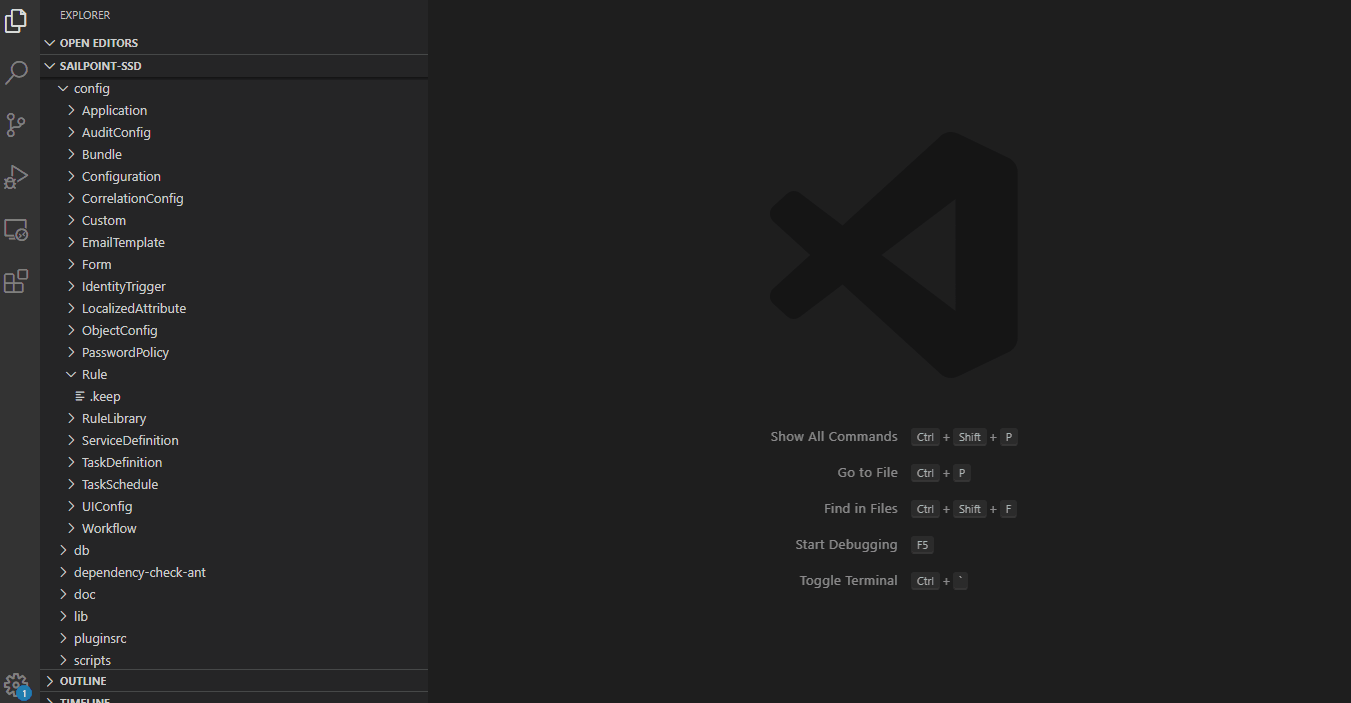 EXPLORER
OPEN EDITORS
SAILPOINT-SSD
config
Application
AuditConfig
Bundle
Configuration
CorrelationConfig
Custom
EmailTemplate
Form
IdentityTrigger
LocalizedAttribute
ObjectConfig
PasswordPolicy
Rule
.keep
RuleLibrary
ServiceDefinition
TaskDefinition
TaskSchedule
UIConfig
Workflow
db
dependency-check-ant
doc
lib
pluginsrc
scripts
OUTLINE
TIMELINE
1
Show All Commands Ctrl + Shift + P
Go to File Ctrl + P
Find in Files Ctrl + Shift + F
Start Debugging F5
Toggle Terminal Ctrl + `